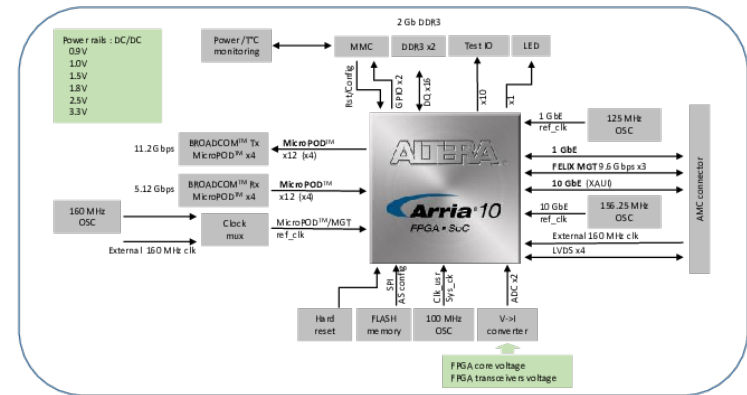 2 Gb DDR3
Power rails : DC/DC
0.9V
1.0V
1.5V
1.8V
2.5V
3.3V
Power /T°C
monitoring
MMC
DDR3 x2
Test IO
LED
Rst/Config
GPIO x2
DQ x16
x10
x1
1 GbE
ref_clk
125 MHz
OSC
11.2Gbps
BROADCOM™ Tx
MicroPOD™ x4
MicroPOD™
x12 (x4)
ALTERA
1 GbE
FELIX MGT 9.6 Gbps x3
10 GbE (XAUI)
AMC connector
5.12 Gbps
BROADCOM™ Rx
MicroPOD™ x4
MicroPOD™
x12 (x4)
Arria 10
FPGA • SoC
10 GbE
ref_clk
156.25 MHz
OSC
160 MHz
OSC
Clock
mux
MicroPOD™/MGT
ref_clk
External 160 MHz clk
External 160 MHz clk
LVDS x4
SPI
AS config
Clk_usr
Sys_ck
ADC x2
Hard
reset
FLASH
memory
100 MHz
OSC
V->I
converter
FPGA core voltage
FPGA transceivers voltage